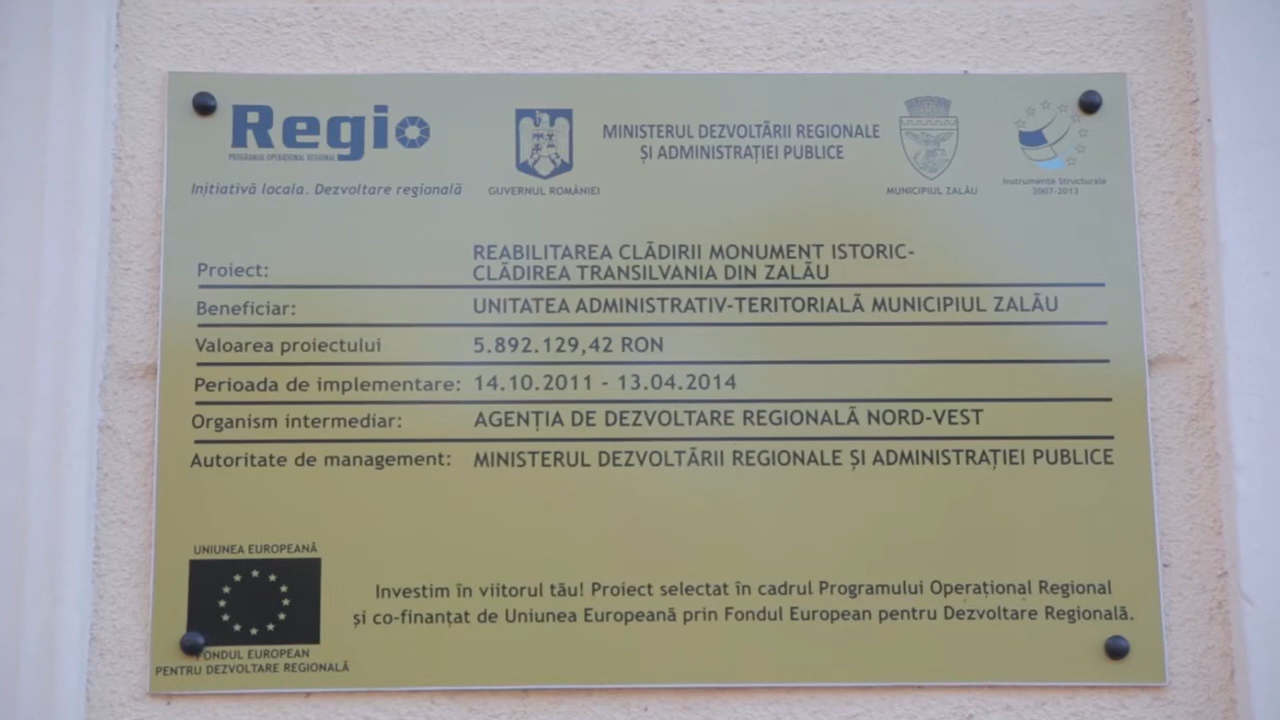 Regio
PROGRAMUL OPERAȚIONAL REGIONAL
Inițiativă locala. Dezvoltare regională
GUVERNUL ROMÂNIEI
MINISTERUL DEZVOLTĂRII REGIONALE
ȘI ADMINISTRAȚIEI PUBLICE
MUNICIPIUL ZALĂU
Instrumente Structurale
2007-2013
Proiect: REABILITAREA CLĂDIRII MONUMENT ISTORIC-
CLĂDIREA TRANSILVANIA DIN ZALĂU
Beneficiar: UNITATEA ADMINISTRATIV-TERITORIALĂ MUNICIPIUL ZALĂU
Valoarea proiectului 5.892.129,42 RON
Perioada de implementare: 14.10.2011 - 13.04.2014
Organism intermediar: AGENȚIA DE DEZVOLTARE REGIONALĂ NORD-VEST
Autoritate de management: MINISTERUL DEZVOLTĂRII REGIONALE ȘI ADMINISTRAȚIEI PUBLICE
UNIUNEA EUROPEANĂ
FONDUL EUROPEAN
PENTRU DEZVOLTARE REGIONALĂ
Investim în viitorul tău! Proiect selectat în cadrul Programului Operațional Regional
și co-finanțat de Uniunea Europeană prin Fondul European pentru Dezvoltare Regională.